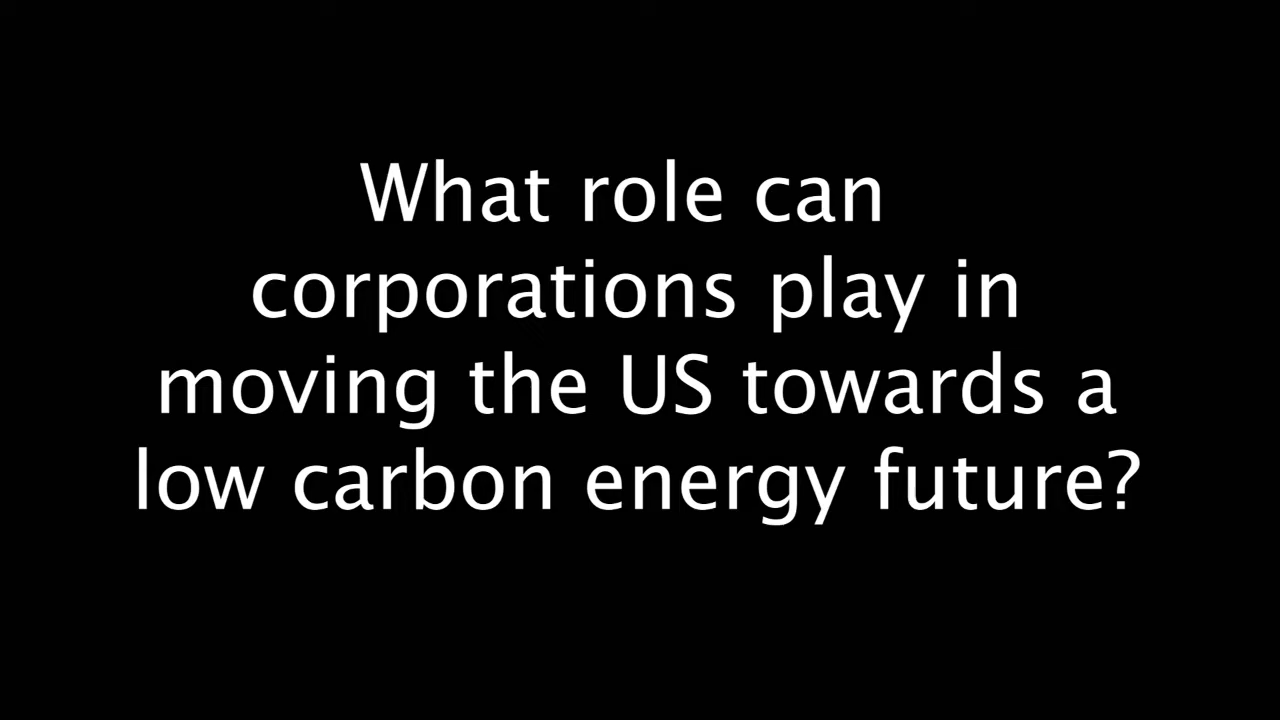 What role can
corporations play in
moving the US towards a
low carbon energy future?